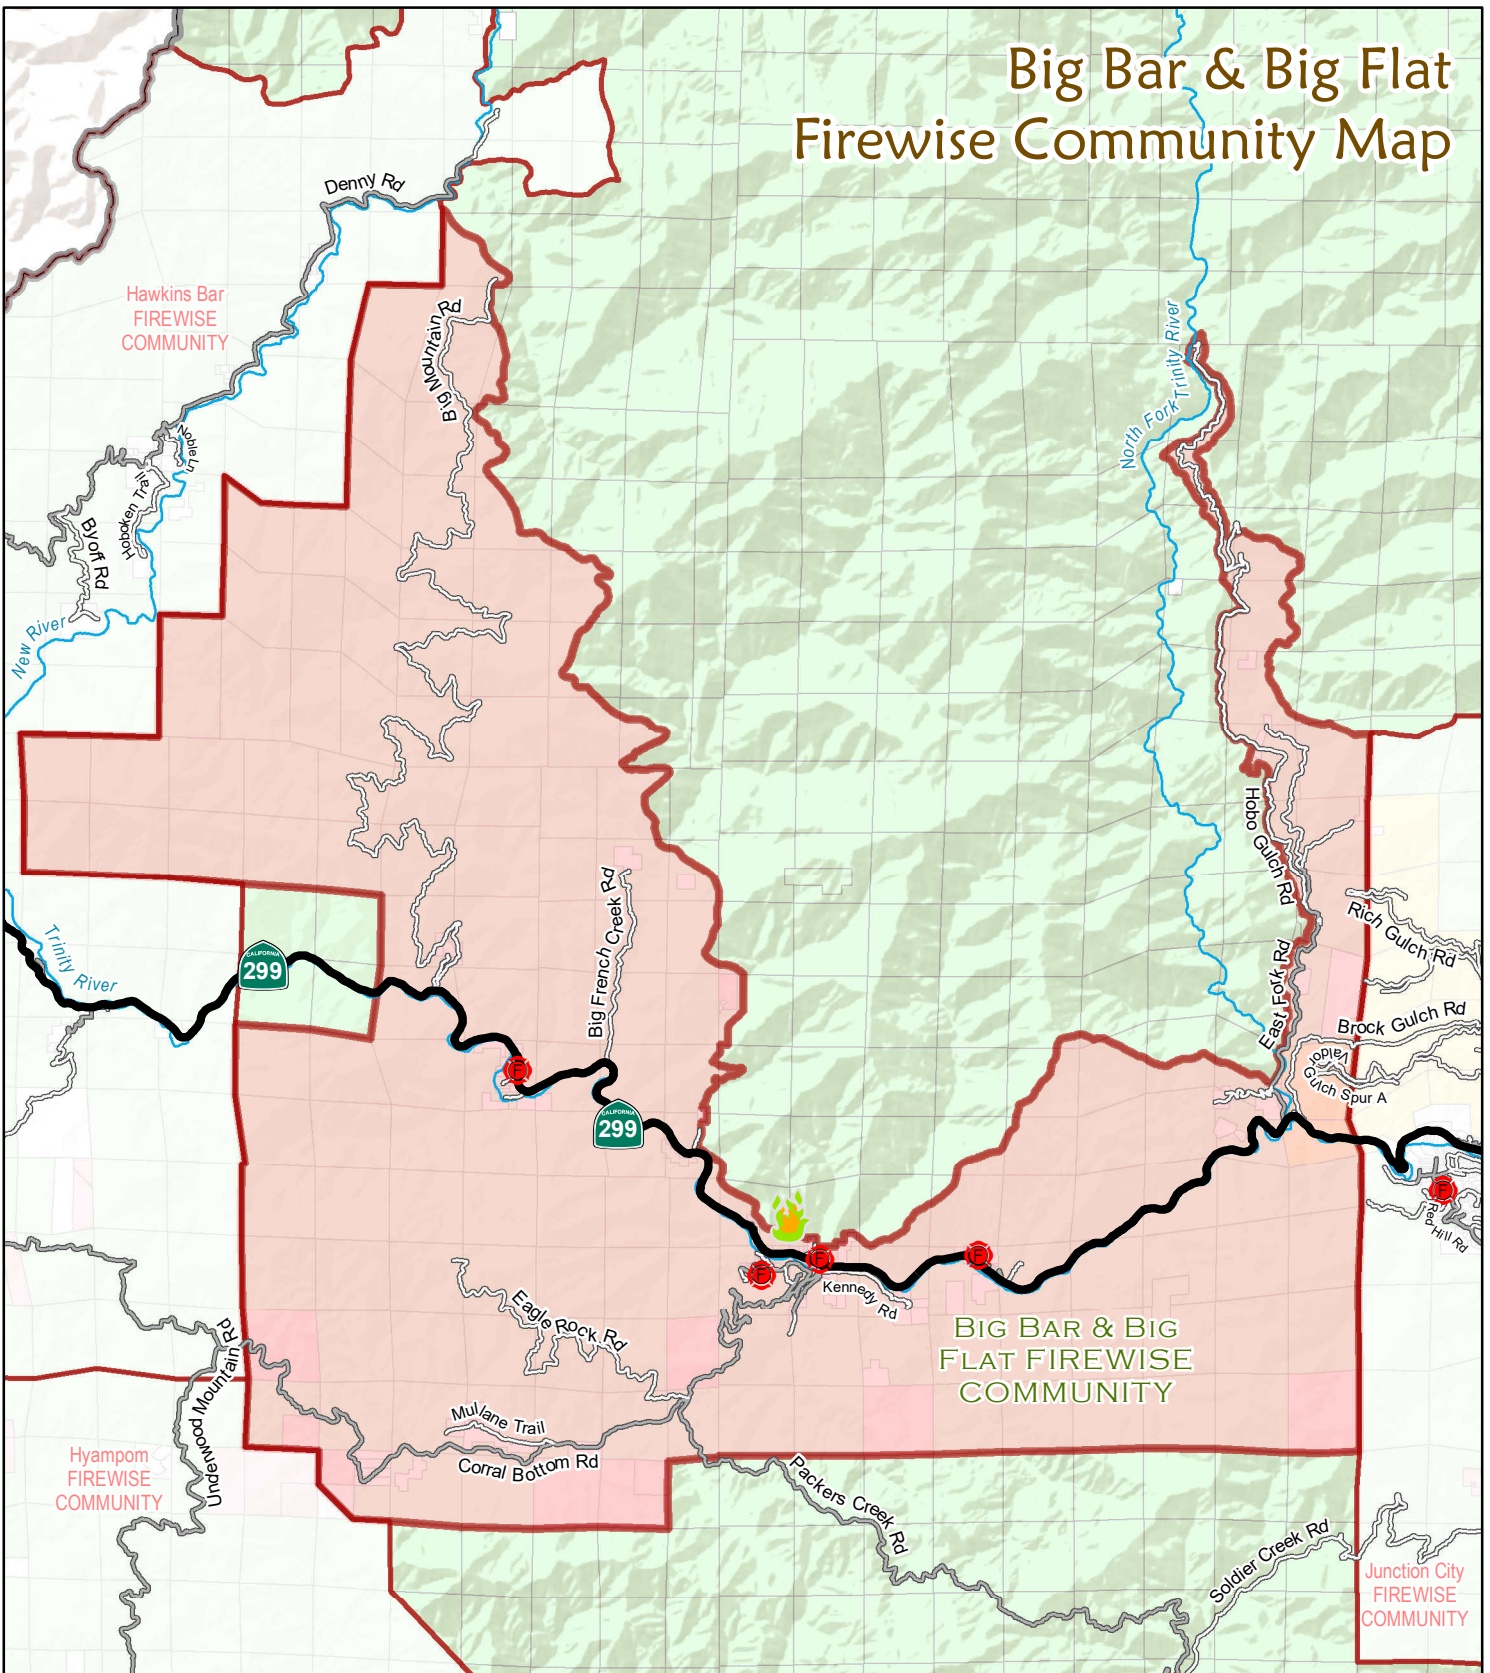 Big Bar & Big Flat
Firewise Community Map
Denny Rd
Hawkins Bar
FIREWISE
COMMUNITY
Big Mountain Rd
North Fork Trinity River
Noble Ln
Hoboken Trail
Byoff Rd
New River
Hobo Gulch Rd
Big French Creek Rd
Rich Gulch Rd
Trinity River
CALIFORNIA
299
East Fork Rd
Brock Gulch Rd
Valdor
Gulch Spur A
F
CALIFORNIA
299
F
Red Hill Rd
F
F
F
Kennedy Rd
Eagle Rock Rd
BIG BAR & BIG
FLAT FIREWISE
COMMUNITY
Underwood Mountain Rd
Mullane Trail
Corral Bottom Rd
Hyampom
FIREWISE
COMMUNITY
Packers Creek Rd
Soldier Creek Rd
Junction City
FIREWISE
COMMUNITY